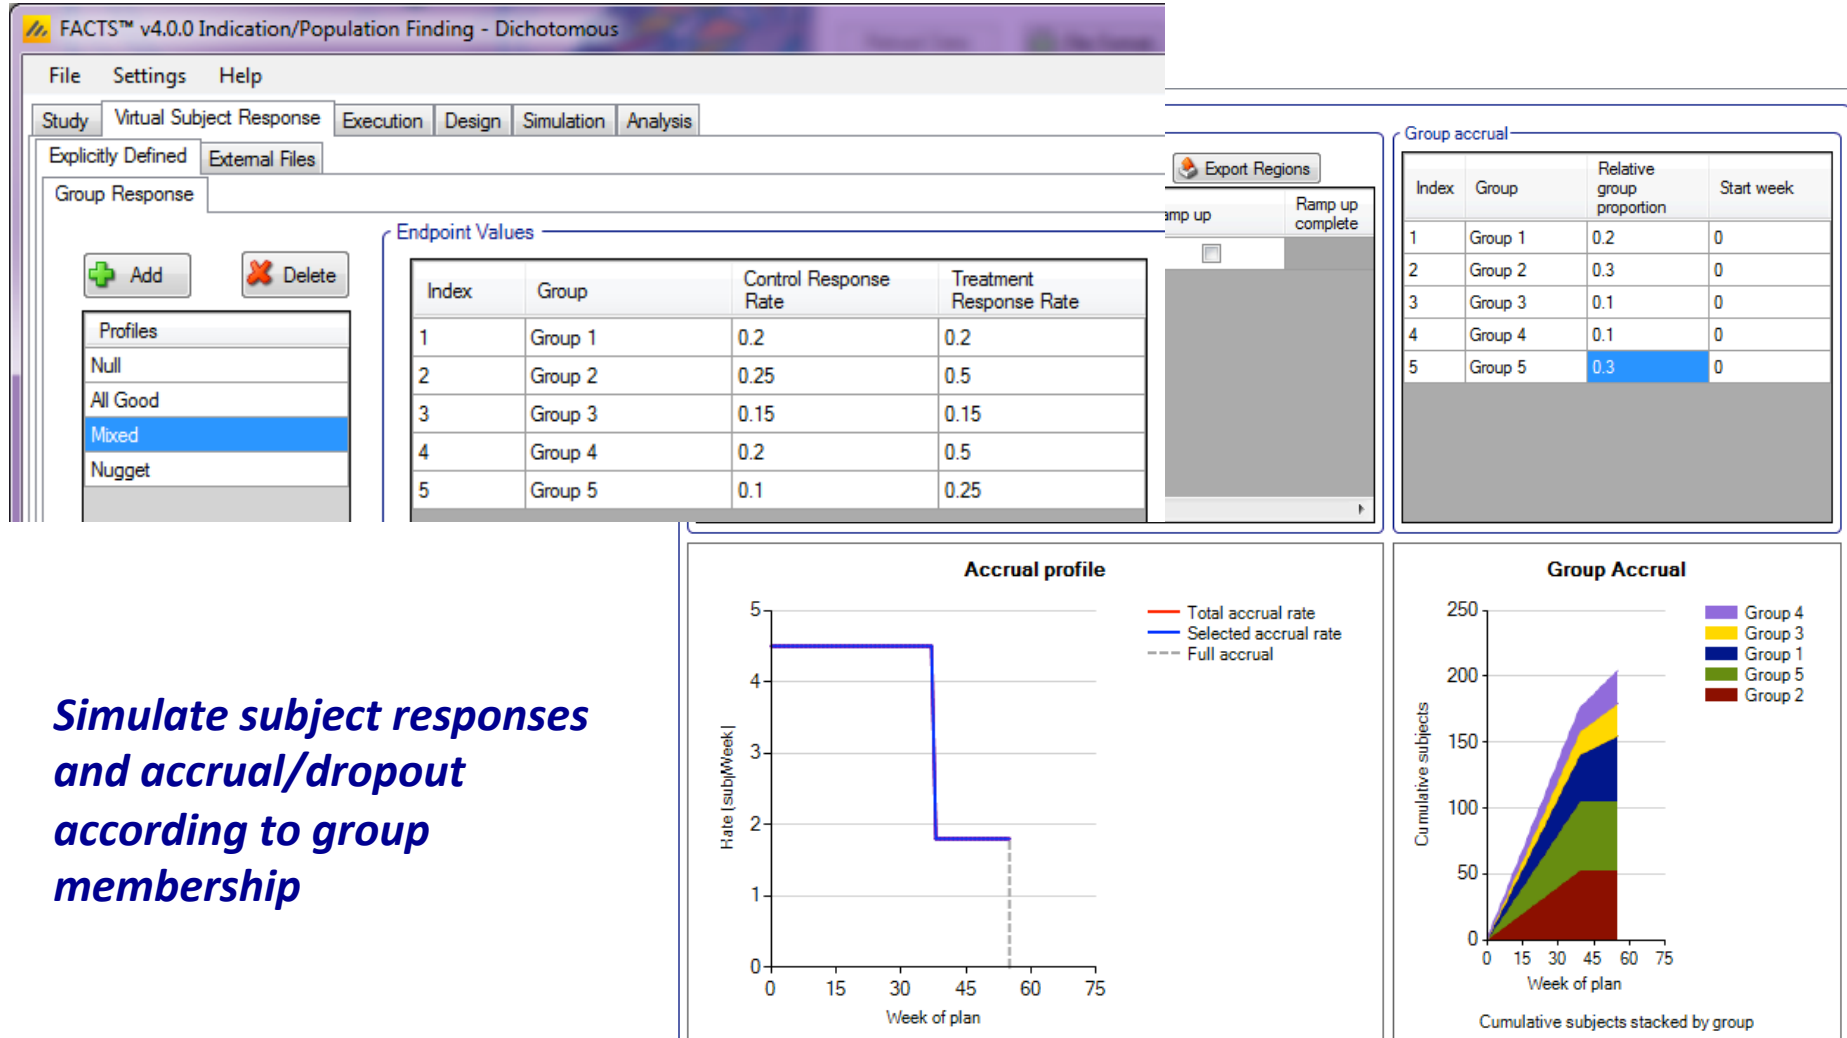 FACTS™ v4.0.0 Indication/Population Finding - Dichotomous
File Settings Help
Study Virtual Subject Response Execution Design Simulation Analysis
Explicitly Defined External Files
Group Response
Add Delete
Profiles
Null
All Good
Mixed
Nugget
Endpoint Values
Index Group Control Response Rate Treatment Response Rate
1 Group 1 0.2 0.2
2 Group 2 0.25 0.5
3 Group 3 0.15 0.15
4 Group 4 0.2 0.5
5 Group 5 0.1 0.25
Export Regions
Ramp up complete
Group accrual
Index Group Relative group proportion Start week
1 Group 1 0.2 0
2 Group 2 0.3 0
3 Group 3 0.1 0
4 Group 4 0.1 0
5 Group 5 0.3 0
Simulate subject responses
and accrual/dropout
according to group
membership
Accrual profile
5
4
3
2
1
0
0 15 30 45 60 75
Rate [subj/Week]
Week of plan
Total accrual rate
Selected accrual rate
Full accrual
Group Accrual
250
200
150
100
50
0
0 15 30 45 60 75
Cumulative subjects
Week of plan
Group 4
Group 3
Group 1
Group 5
Group 2
Cumulative subjects stacked by group